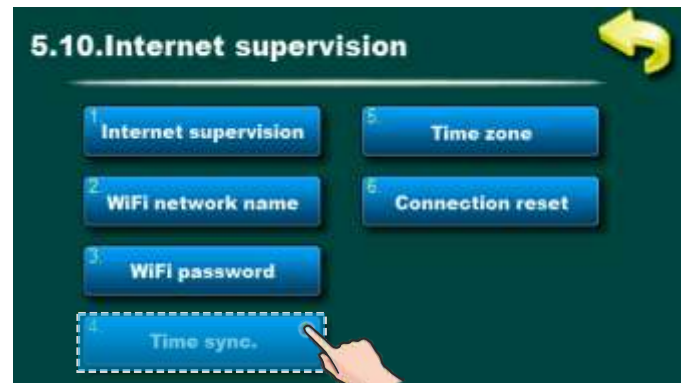 5.10.Internet supervision
1.
Internet supervision
2.
WiFi network name
3.
WiFi password
4.
Time sync.
5.
Time zone
6.
Connection reset